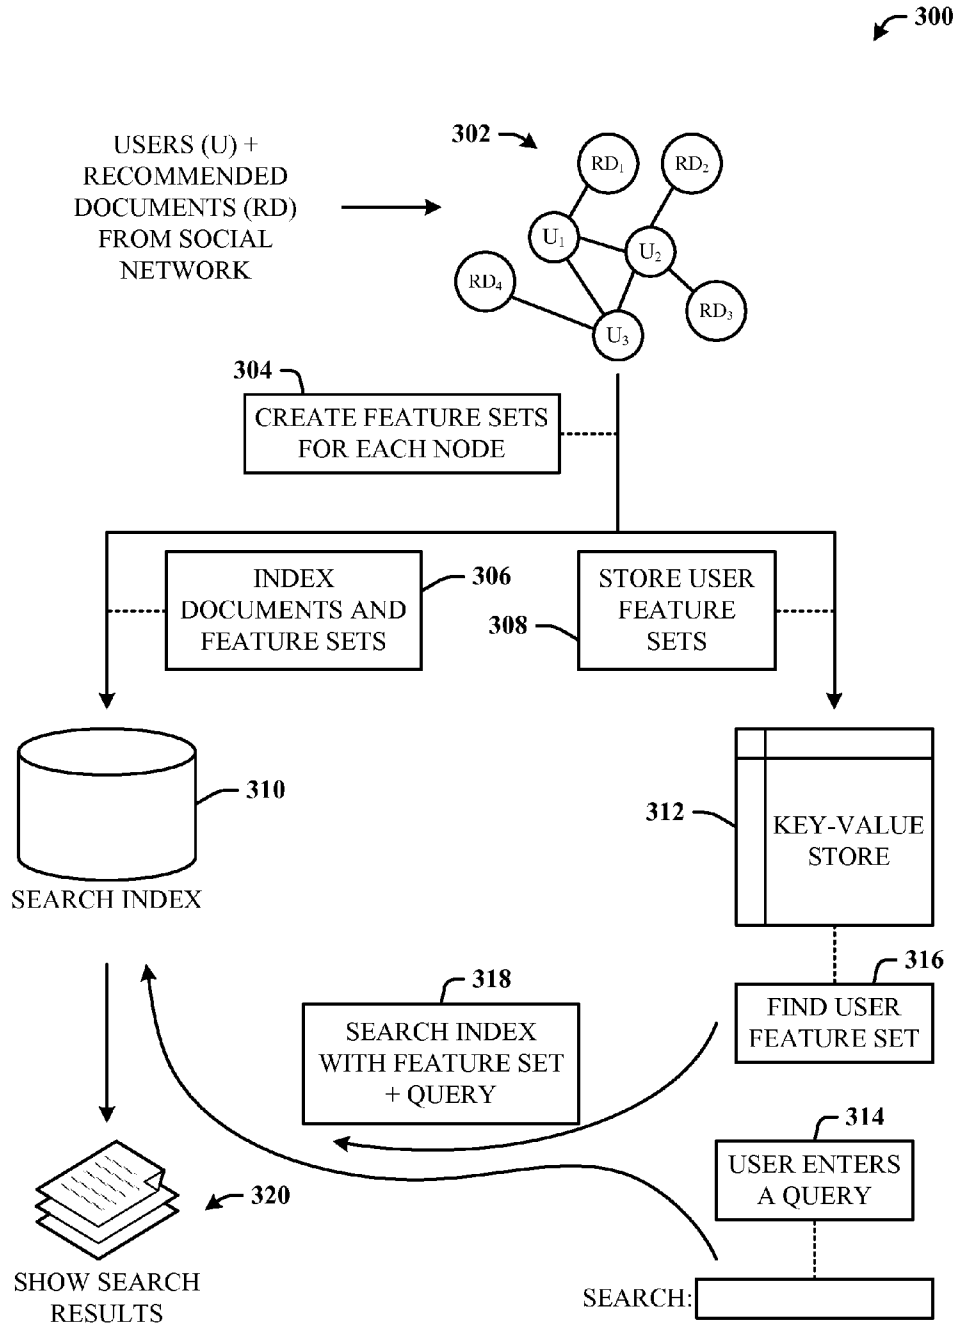 300
USERS (U) +
RECOMMENDED
DOCUMENTS (RD)
FROM SOCIAL
NETWORK
302
RD₁
RD₂
U₁
U₂
RD₄
RD₃
U₃
304
CREATE FEATURE SETS
FOR EACH NODE
INDEX
DOCUMENTS AND
FEATURE SETS
306
308
STORE USER
FEATURE
SETS
310
SEARCH INDEX
312
KEY-VALUE
STORE
316
FIND USER
FEATURE SET
318
SEARCH INDEX
WITH FEATURE SET
+ QUERY
314
USER ENTERS
A QUERY
320
SHOW SEARCH
RESULTS
SEARCH: